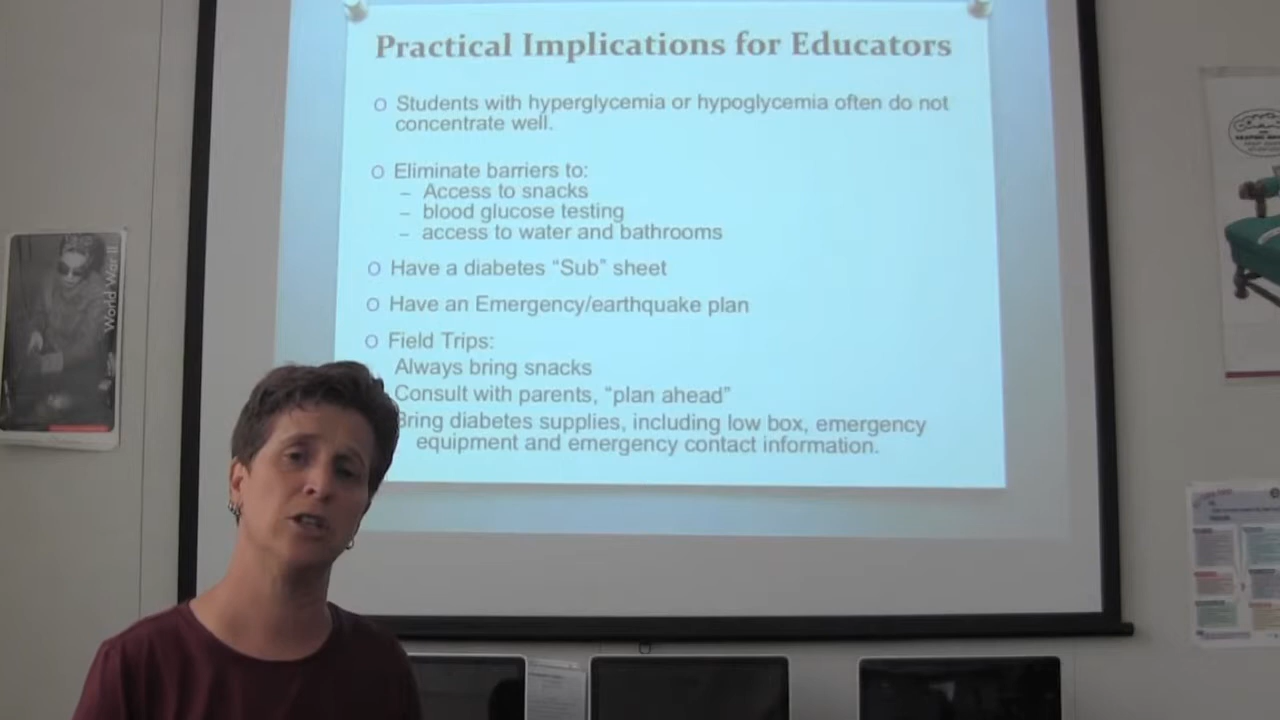 Practical Implications for Educators
O Students with hyperglycemia or hypoglycemia often do not
concentrate well.
O Eliminate barriers to:
– Access to snacks
– blood glucose testing
– access to water and bathrooms
O Have a diabetes “Sub” sheet
O Have an Emergency/earthquake plan
O Field Trips:
Always bring snacks
Consult with parents, “plan ahead”
Bring diabetes supplies, including low box, emergency
equipment and emergency contact information.
World War II